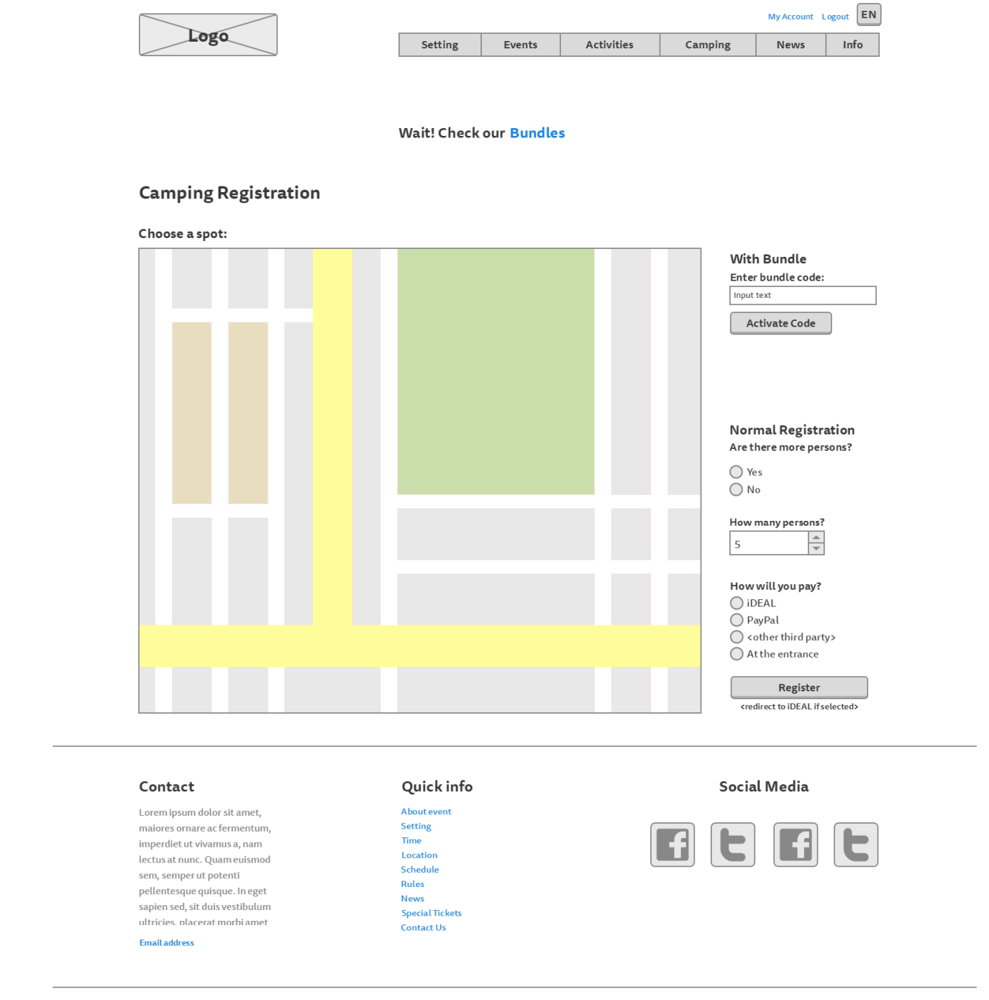 Logo
My Account
Logout
EN
Setting
Events
Activities
Camping
News
Info
Wait! Check our Bundles
Camping Registration
Choose a spot:
With Bundle
Enter bundle code:
Input text
Activate Code
Normal Registration
Are there more persons?
Yes
No
How many persons?
5
How will you pay?
iDEAL
PayPal
<other third party>
At the entrance
Register
<redirect to iDEAL if selected>
Contact
Lorem ipsum dolor sit amet,
maiores ornare ac fermentum,
imperdiet ut vivamus a, nam
lectus at nunc. Quam euismod
sem, semper ut potenti
pellentesque quisque. In eget
sapien sed, sit duis vestibulum
ultricies, placerat morbi amet
Email address
Quick info
About event
Setting
Time
Location
Schedule
Rules
News
Special Tickets
Contact Us
Social Media